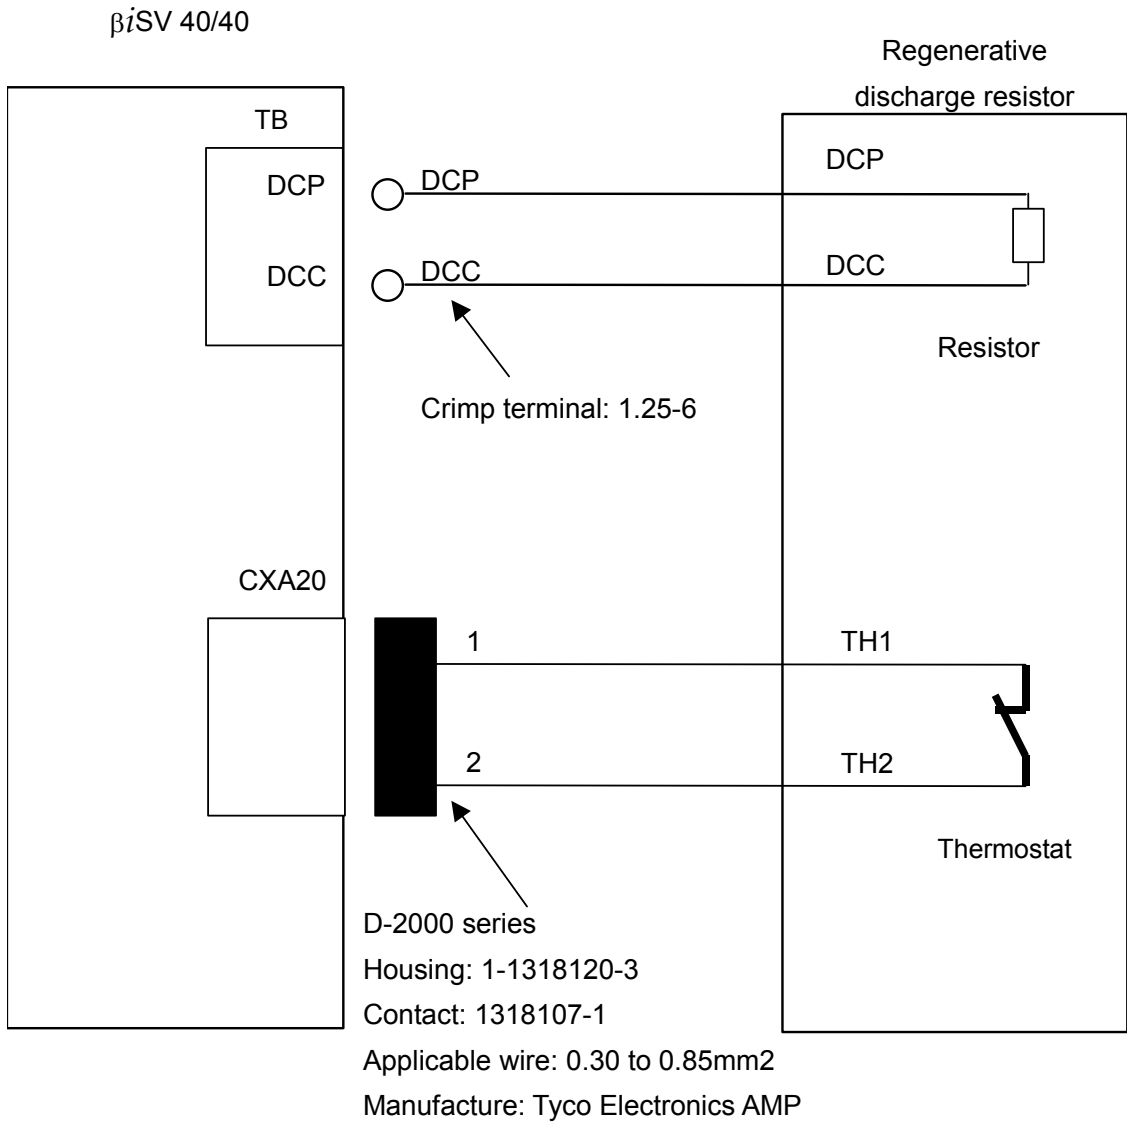 βiSV 40/40
Regenerative
discharge resistor
TB
DCP
DCP
DCP
DCC
DCC
DCC
Resistor
Crimp terminal: 1.25-6
CXA20
1
TH1
2
TH2
Thermostat
D-2000 series
Housing: 1-1318120-3
Contact: 1318107-1
Applicable wire: 0.30 to 0.85mm2
Manufacture: Tyco Electronics AMP